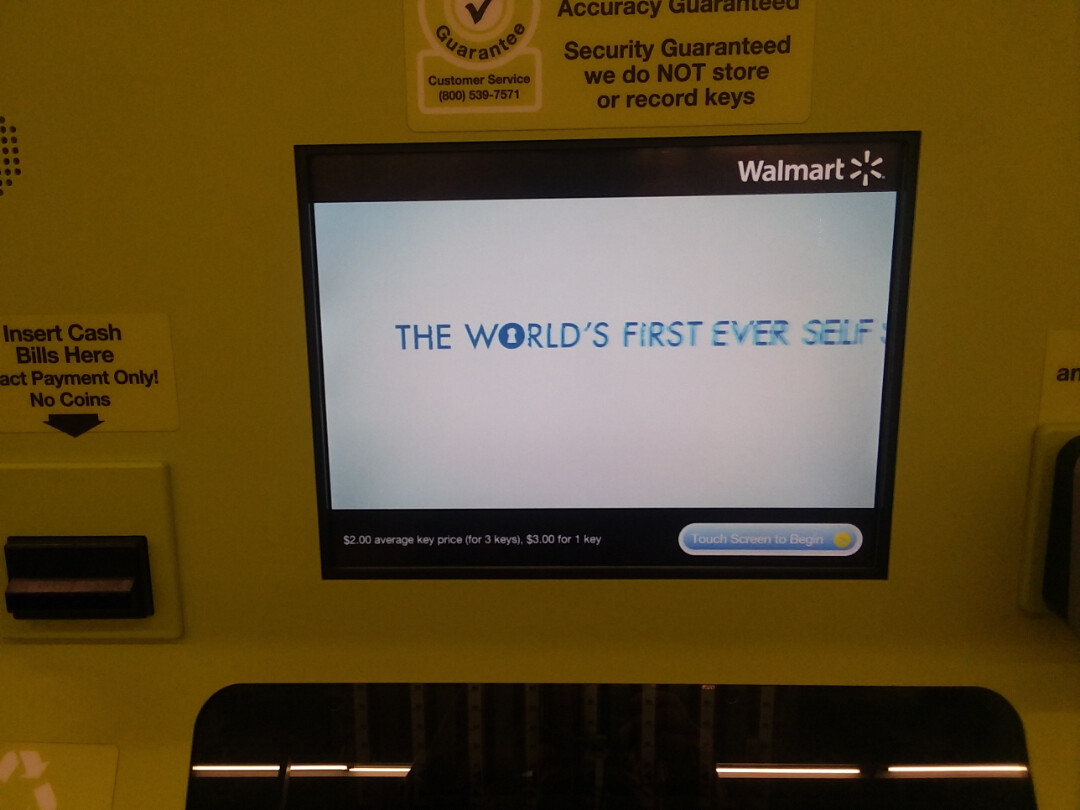 Guarantee
Customer Service
(800) 539-7571
Accuracy Guaranteed
Security Guaranteed
we do NOT store
or record keys
Walmart
THE WORLD'S FIRST EVER SELF
Insert Cash
Bills Here
act Payment Only!
No Coins
an
$2.00 average key price (for 3 keys), $3.00 for 1 key
Touch Screen to Begin